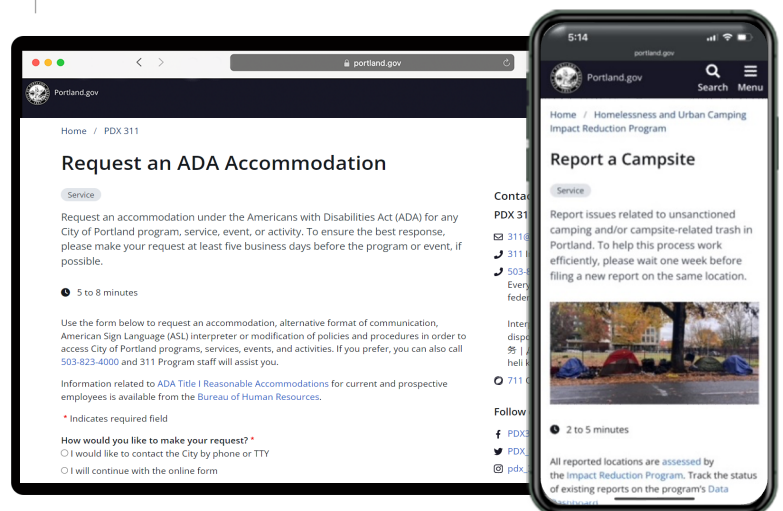 portland.gov
Portland.gov
Home / PDX 311
Request an ADA Accommodation
Service
Request an accommodation under the Americans with Disabilities Act (ADA) for any
City of Portland program, service, event, or activity. To ensure the best response,
please make your request at least five business days before the program or event, if
possible.
5 to 8 minutes
Use the form below to request an accommodation, alternative format of communication,
American Sign Language (ASL) interpreter or modification of policies and procedures in order to
access City of Portland programs, services, events, and activities. If you prefer, you can also call
503-823-4000 and 311 Program staff will assist you.
Information related to ADA Title I Reasonable Accommodations for current and prospective
employees is available from the Bureau of Human Resources.
* Indicates required field
How would you like to make your request? *
I would like to contact the City by phone or TTY
I will continue with the online form
PDX 31
311@
311
503-8
Every
feder
Inter
dispo
务 |
heli k
711
Follow
PDX3
PDX_
pdx_
5:14
portland.gov
Portland.gov
Search Menu
Home / Homelessness and Urban Camping
Impact Reduction Program
Report a Campsite
Service
Report issues related to unsanctioned
camping and/or campsite-related trash in
Portland. To help this process work
efficiently, please wait one week before
filing a new report on the same location.
2 to 5 minutes
All reported locations are assessed by
the Impact Reduction Program. Track the status
of existing reports on the program's Data